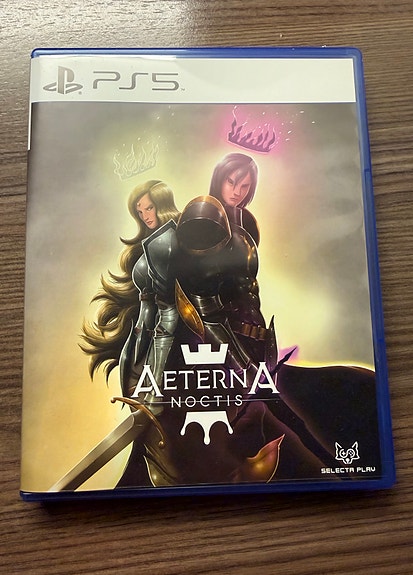 PS5
AETERNA
NOCTIS
SELECTA PLAY